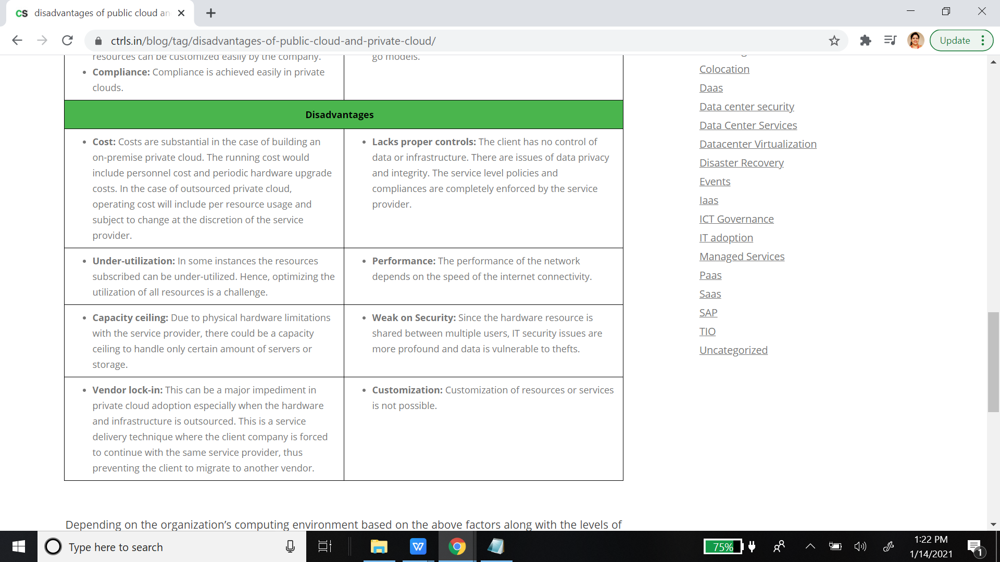 CS disadvantages of public cloud an
ctrls.in/blog/tag/disadvantages-of-public-cloud-and-private-cloud/
Update
resources can be customized easily by the company.
• Compliance: Compliance is achieved easily in private
clouds.
go models.
Disadvantages
• Cost: Costs are substantial in the case of building an
on-premise private cloud. The running cost would
include personnel cost and periodic hardware upgrade
costs. In the case of outsourced private cloud,
operating cost will include per resource usage and
subject to change at the discretion of the service
provider.
• Lacks proper controls: The client has no control of
data or infrastructure. There are issues of data privacy
and integrity. The service level policies and
compliances are completely enforced by the service
provider.
• Under-utilization: In some instances the resources
subscribed can be under-utilized. Hence, optimizing the
utilization of all resources is a challenge.
• Performance: The performance of the network
depends on the speed of the internet connectivity.
• Capacity ceiling: Due to physical hardware limitations
with the service provider, there could be a capacity
ceiling to handle only certain amount of servers or
storage.
• Weak on Security: Since the hardware resource is
shared between multiple users, IT security issues are
more profound and data is vulnerable to thefts.
• Vendor lock-in: This can be a major impediment in
private cloud adoption especially when the hardware
and infrastructure is outsourced. This is a service
delivery technique where the client company is forced
to continue with the same service provider, thus
preventing the client to migrate to another vendor.
• Customization: Customization of resources or services
is not possible.
Depending on the organization's computing environment based on the above factors along with the levels of
Colocation
Daas
Data center security
Data Center Services
Datacenter Virtualization
Disaster Recovery
Events
Iaas
ICT Governance
IT adoption
Managed Services
Paas
Saas
SAP
TIO
Uncategorized
Type here to search
W
75%
1:22 PM
1/14/2021
1